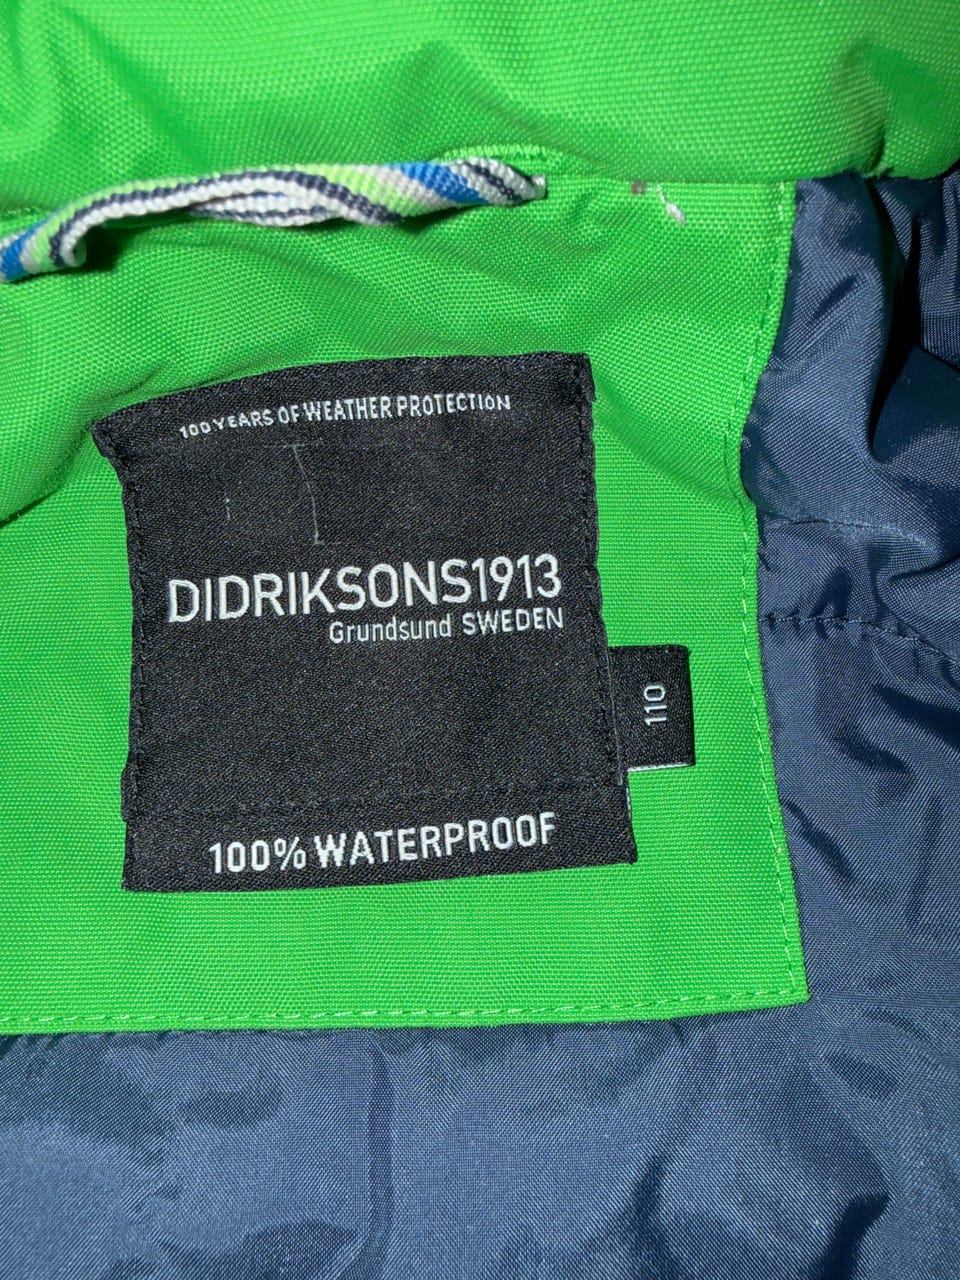 100 YEARS OF WEATHER PROTECTION
DIDRIKSONS1913
Grundsund SWEDEN
110
100% WATERPROOF